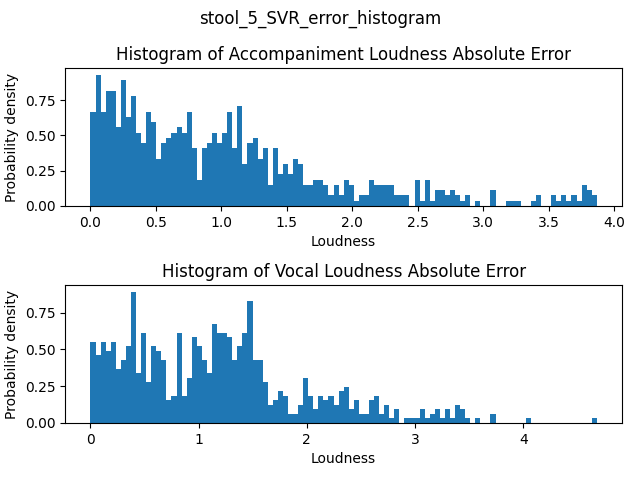 stool_5_SVR_error_histogram
Histogram of Accompaniment Loudness Absolute Error
Probability density
0.75
0.50
0.25
0.00
0.0 0.5 1.0 1.5 2.0 2.5 3.0 3.5 4.0
Loudness
Histogram of Vocal Loudness Absolute Error
Probability density
0.75
0.50
0.25
0.00
0 1 2 3 4
Loudness